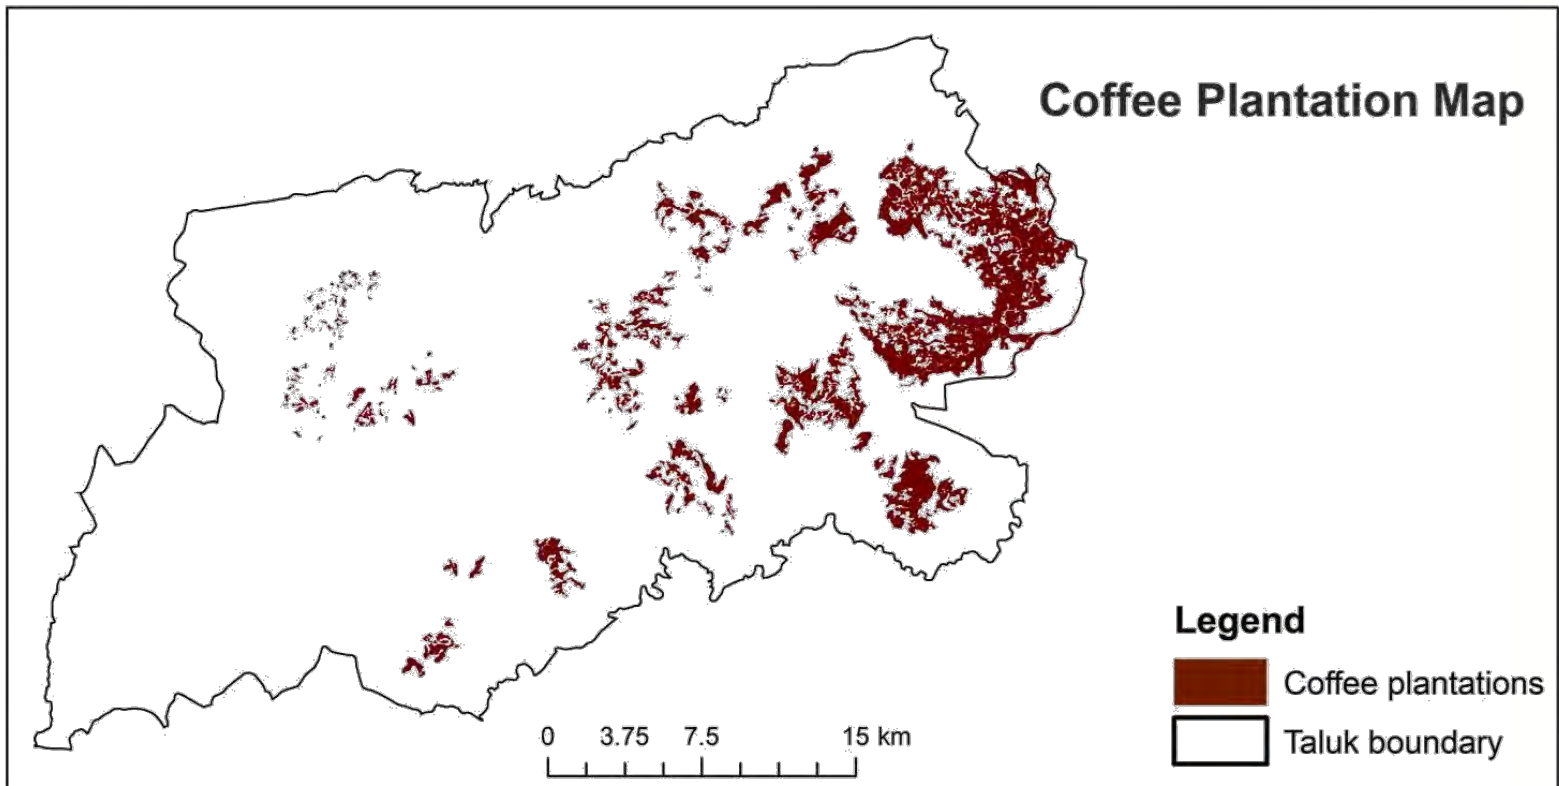 Coffee Plantation Map
Legend
Coffee plantations
Taluk boundary
0 3.75 7.5 15 km